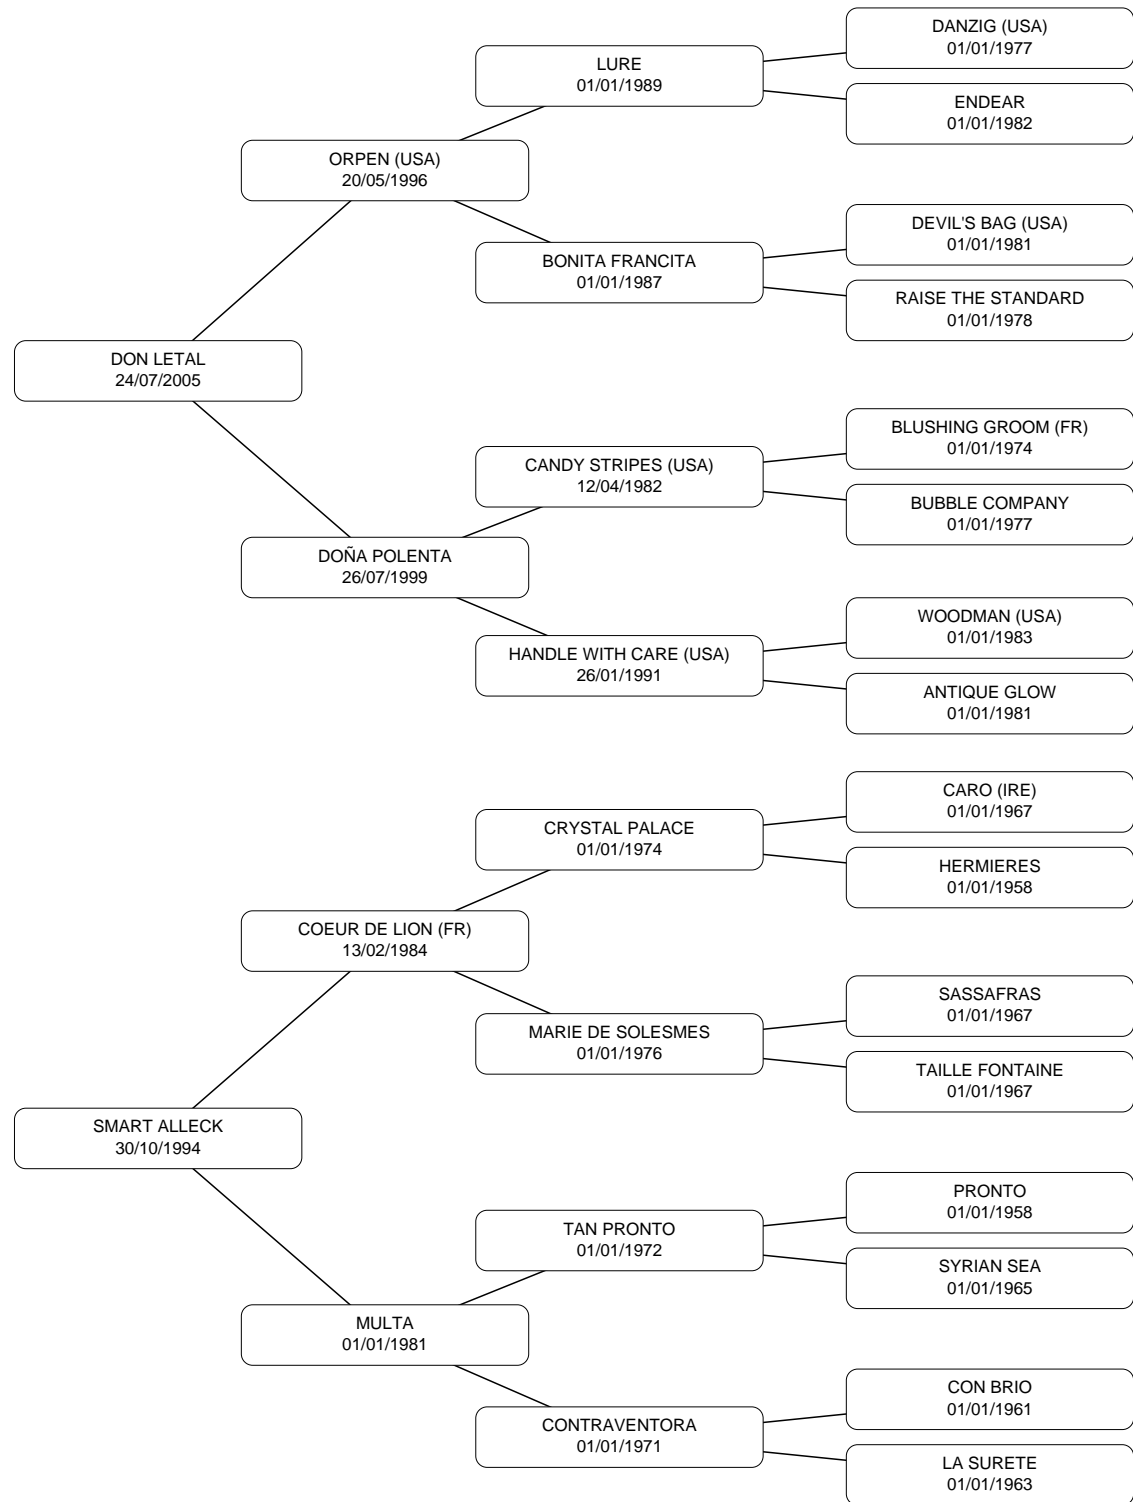 DANZIG (USA)
01/01/1977
LURE
01/01/1989
ENDEAR
01/01/1982
ORPEN (USA)
20/05/1996
DEVIL'S BAG (USA)
01/01/1981
BONITA FRANCITA
01/01/1987
RAISE THE STANDARD
01/01/1978
DON LETAL
24/07/2005
BLUSHING GROOM (FR)
01/01/1974
CANDY STRIPES (USA)
12/04/1982
BUBBLE COMPANY
01/01/1977
DOÑA POLENTA
26/07/1999
WOODMAN (USA)
01/01/1983
HANDLE WITH CARE (USA)
26/01/1991
ANTIQUE GLOW
01/01/1981
CARO (IRE)
01/01/1967
CRYSTAL PALACE
01/01/1974
HERMIERES
01/01/1958
COEUR DE LION (FR)
13/02/1984
SASSAFRAS
01/01/1967
MARIE DE SOLESMES
01/01/1976
TAILLE FONTAINE
01/01/1967
SMART ALLECK
30/10/1994
PRONTO
01/01/1958
TAN PRONTO
01/01/1972
SYRIAN SEA
01/01/1965
MULTA
01/01/1981
CON BRIO
01/01/1961
CONTRAVENTORA
01/01/1971
LA SURETE
01/01/1963